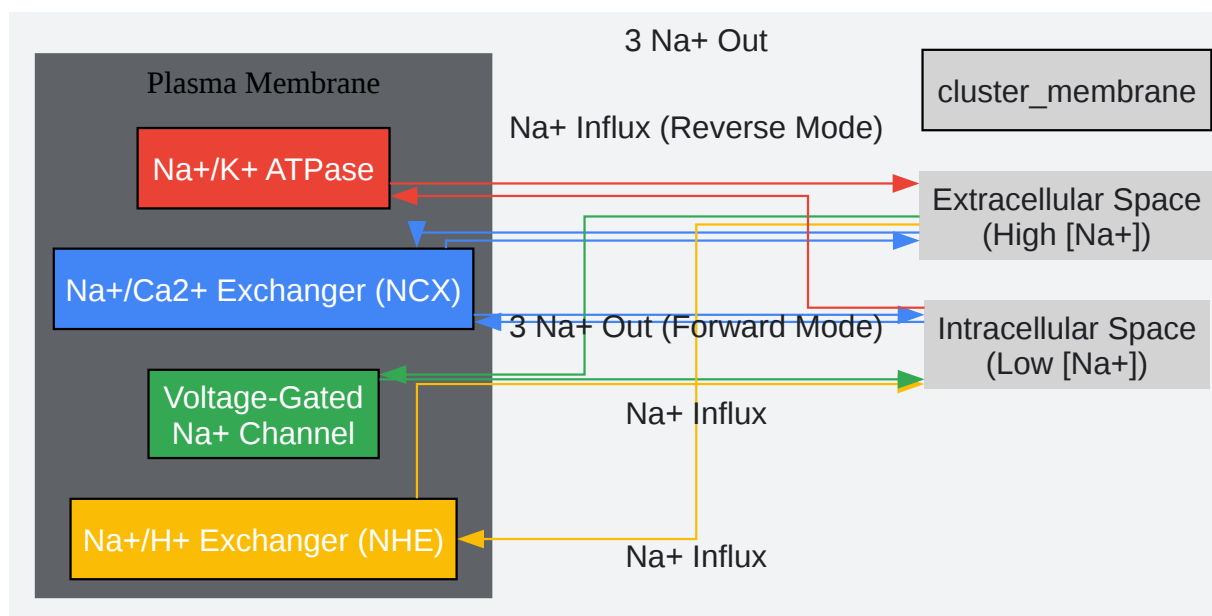 3 Na+ Out
Plasma Membrane
cluster_membrane
Na+ Influx (Reverse Mode)
Na+/K+ ATPase
Extracellular Space
(High [Na+])
Na+/Ca2+ Exchanger (NCX)
3 Na+ Out (Forward Mode)
Intracellular Space
(Low [Na+])
Voltage-Gated
Na+ Channel
Na+ Influx
Na+/H+ Exchanger (NHE)
Na+ Influx